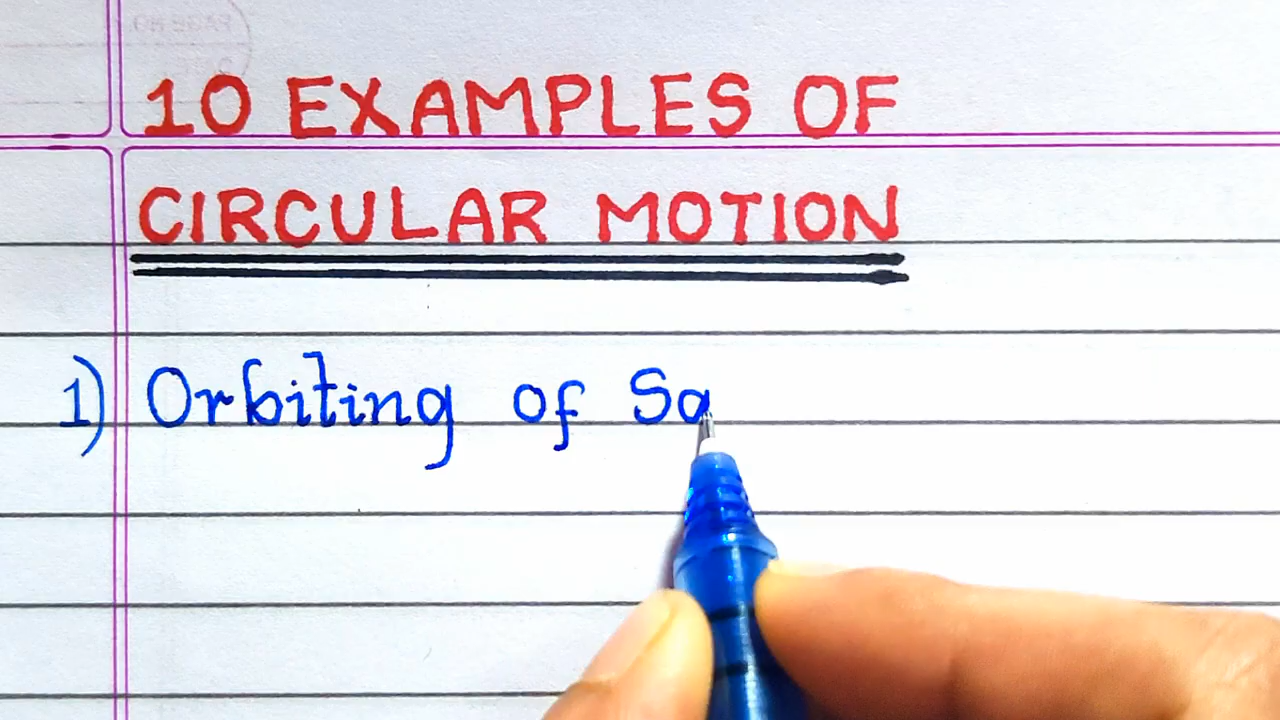 10 EXAMPLES OF
CIRCULAR MOTION
1) Orbiting of Sa